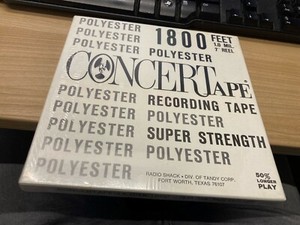 POLYESTER 1800 FEET
1.0 MIL.
POLYESTER 7" REEL
POLYESTER POLYESTER
CONCERTAPE®
POLYESTER RECORDING TAPE
POLYESTER POLYESTER
POLYESTER SUPER STRENGTH
POLYESTER POLYESTER
POLYESTER
RADIO SHACK • DIV. OF TANDY CORP.
FORT WORTH, TEXAS 76107
50%
LONGER
PLAY